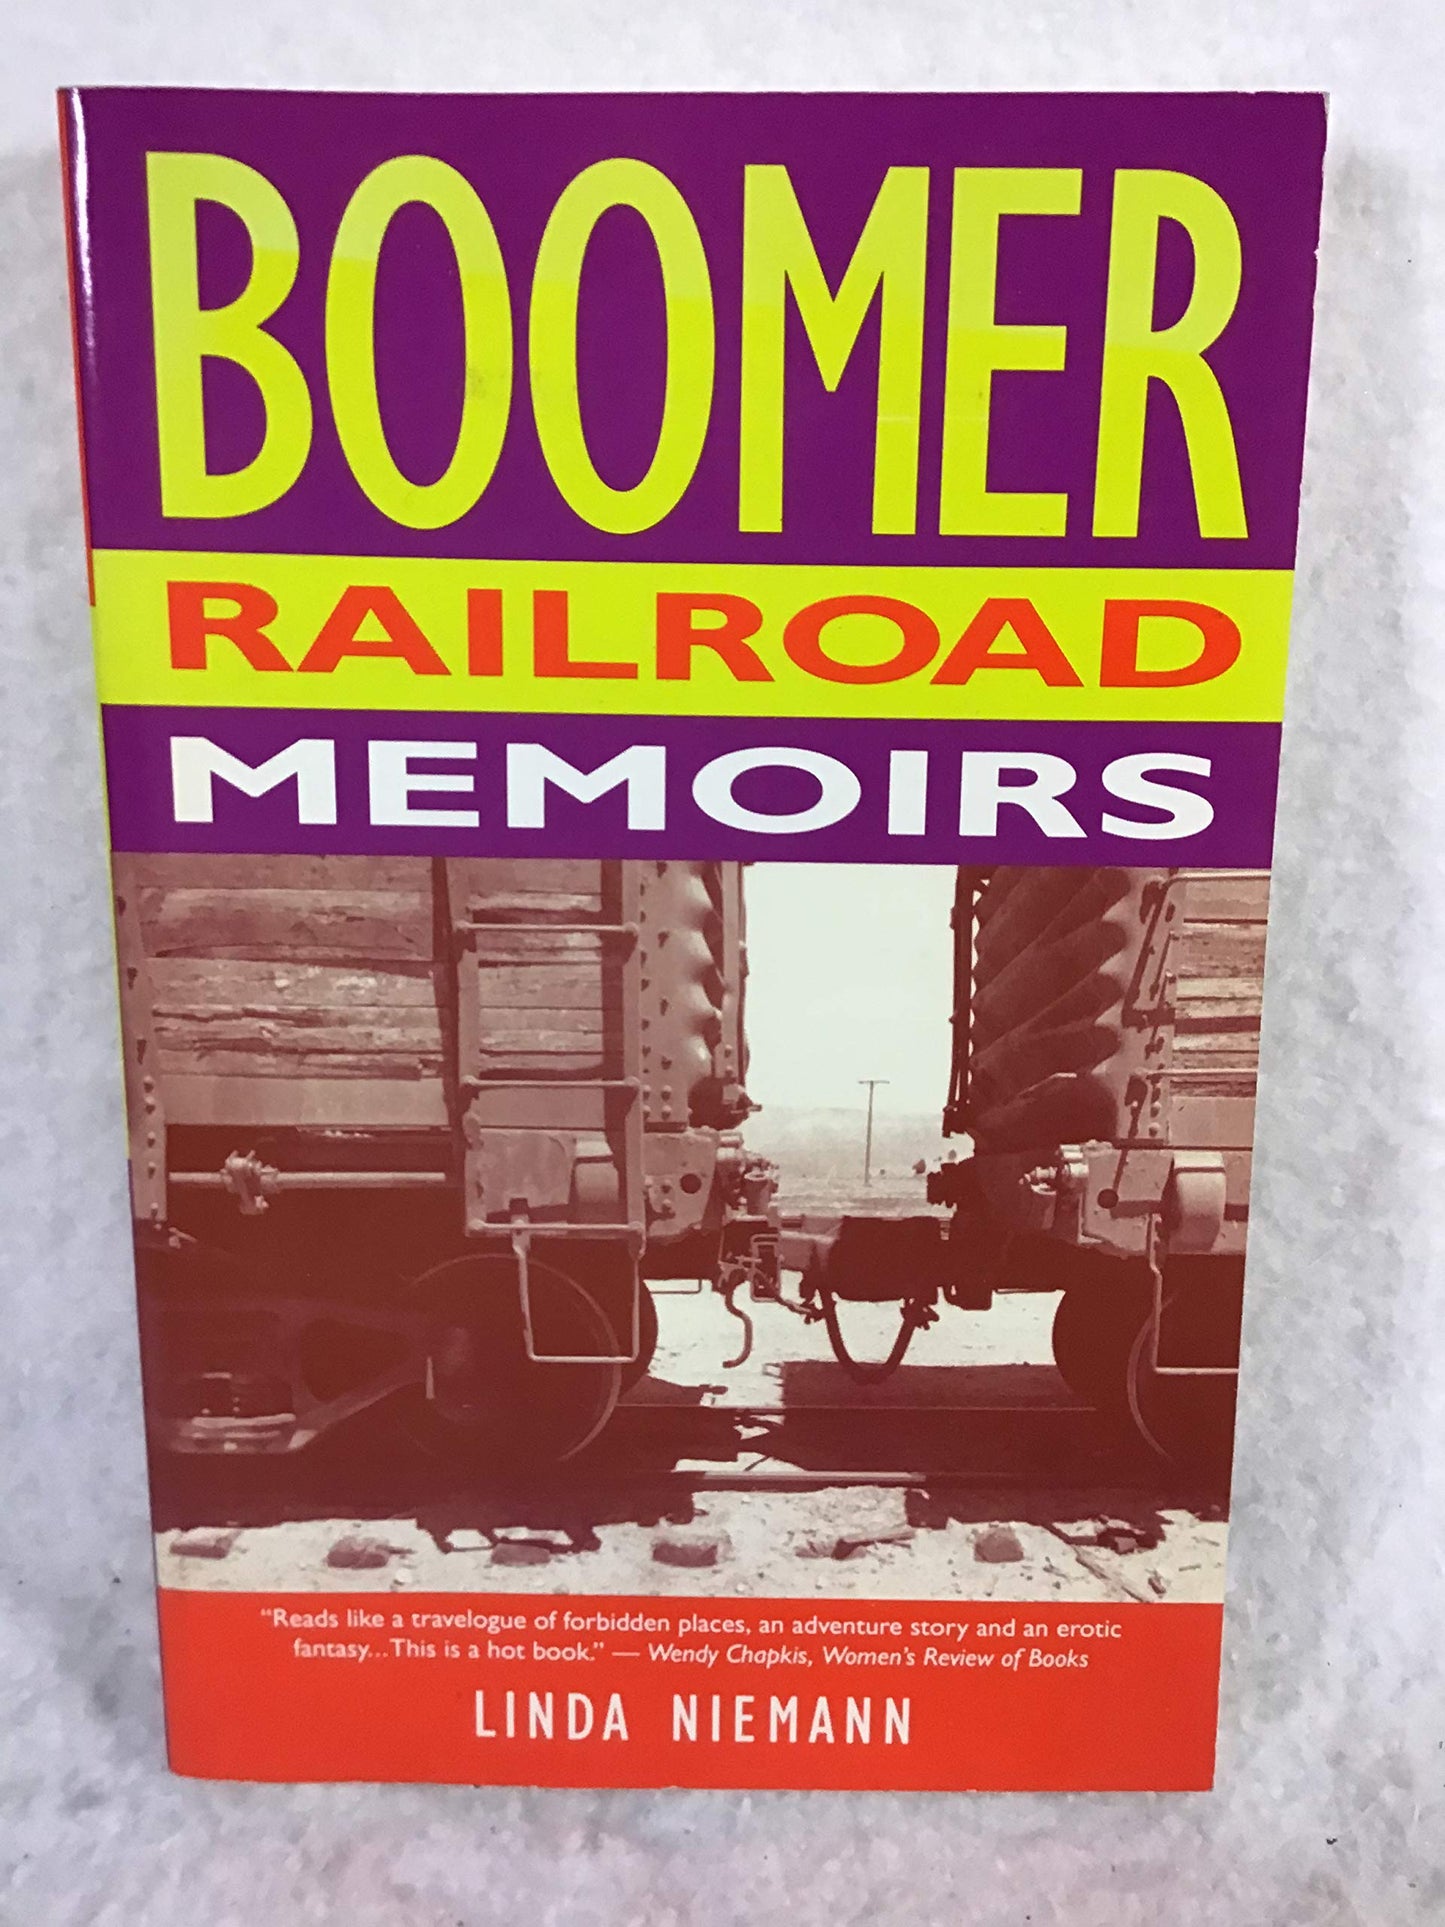 BOOMER
RAILROAD
MEMOIRS
“Reads like a travelogue of forbidden places, an adventure story and an erotic
fantasy...This is a hot book.” — Wendy Chapkis, Women's Review of Books
LINDA NIEMANN